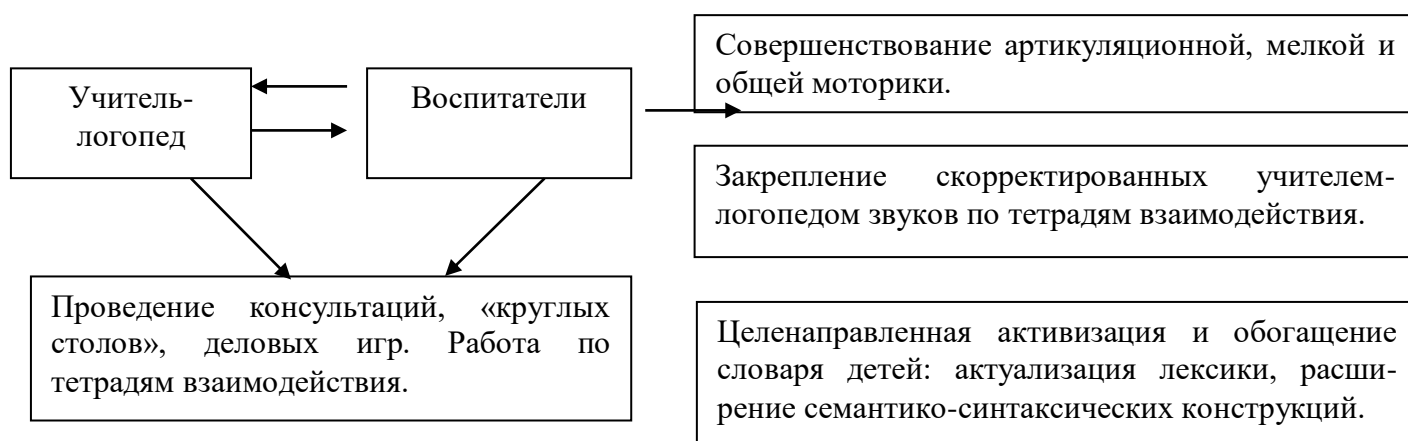 Учитель-
логопед
Воспитатели
Проведение консультаций, «круглых
столов», деловых игр. Работа по
тетрадям взаимодействия.
Совершенствование артикуляционной, мелкой и
общей моторики.
Закрепление скорректированных учителем-
логопедом звуков по тетрадям взаимодействия.
Целенаправленная активизация и обогащение
словаря детей: актуализация лексики, расши-
рение семантико-синтаксических конструкций.